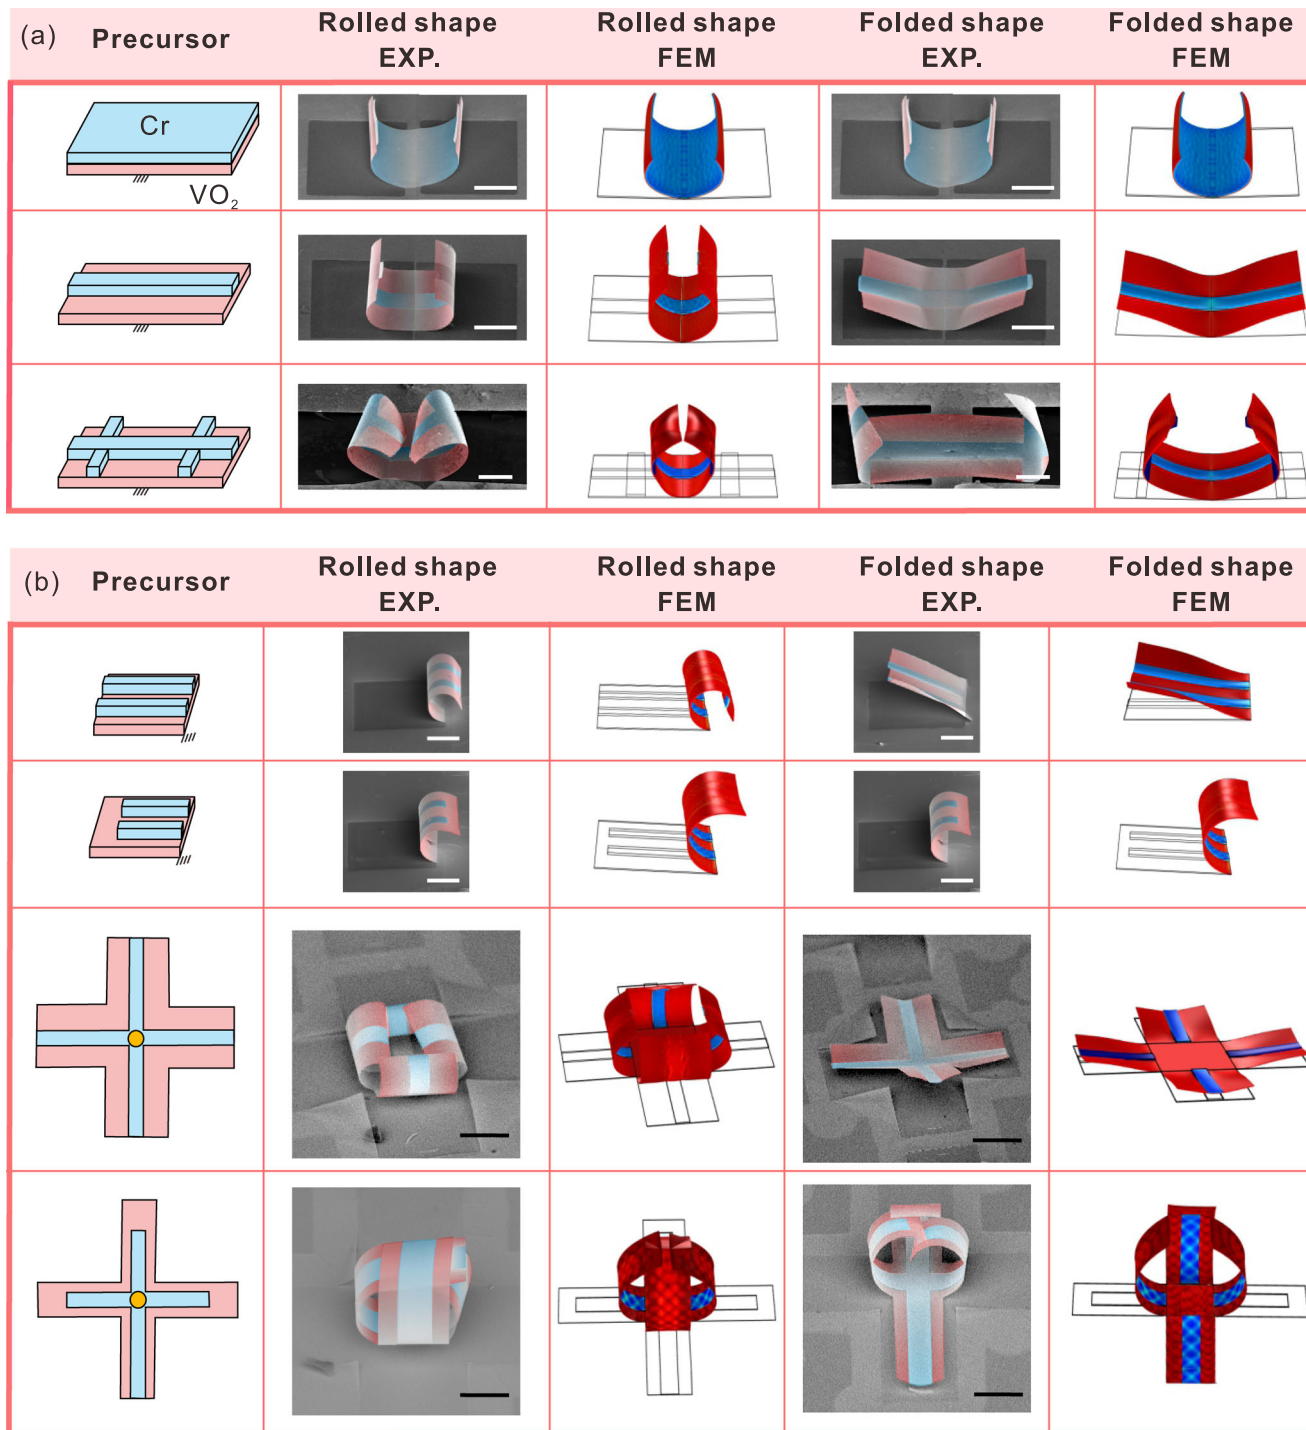 (a) Precursor
Rolled shape
EXP.
Rolled shape
FEM
Folded shape
EXP.
Folded shape
FEM
Cr
VO₂
(b) Precursor
Rolled shape
EXP.
Rolled shape
FEM
Folded shape
EXP.
Folded shape
FEM